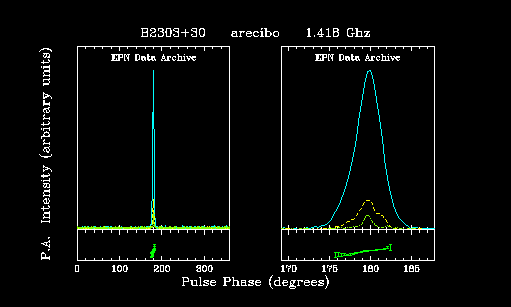 B2303+30 arecibo 1.418 Ghz
EPN Data Archive EPN Data Archive
P.A. Intensity (arbitrary units)
0 100 200 300 170 175 180 185
Pulse Phase (degrees)